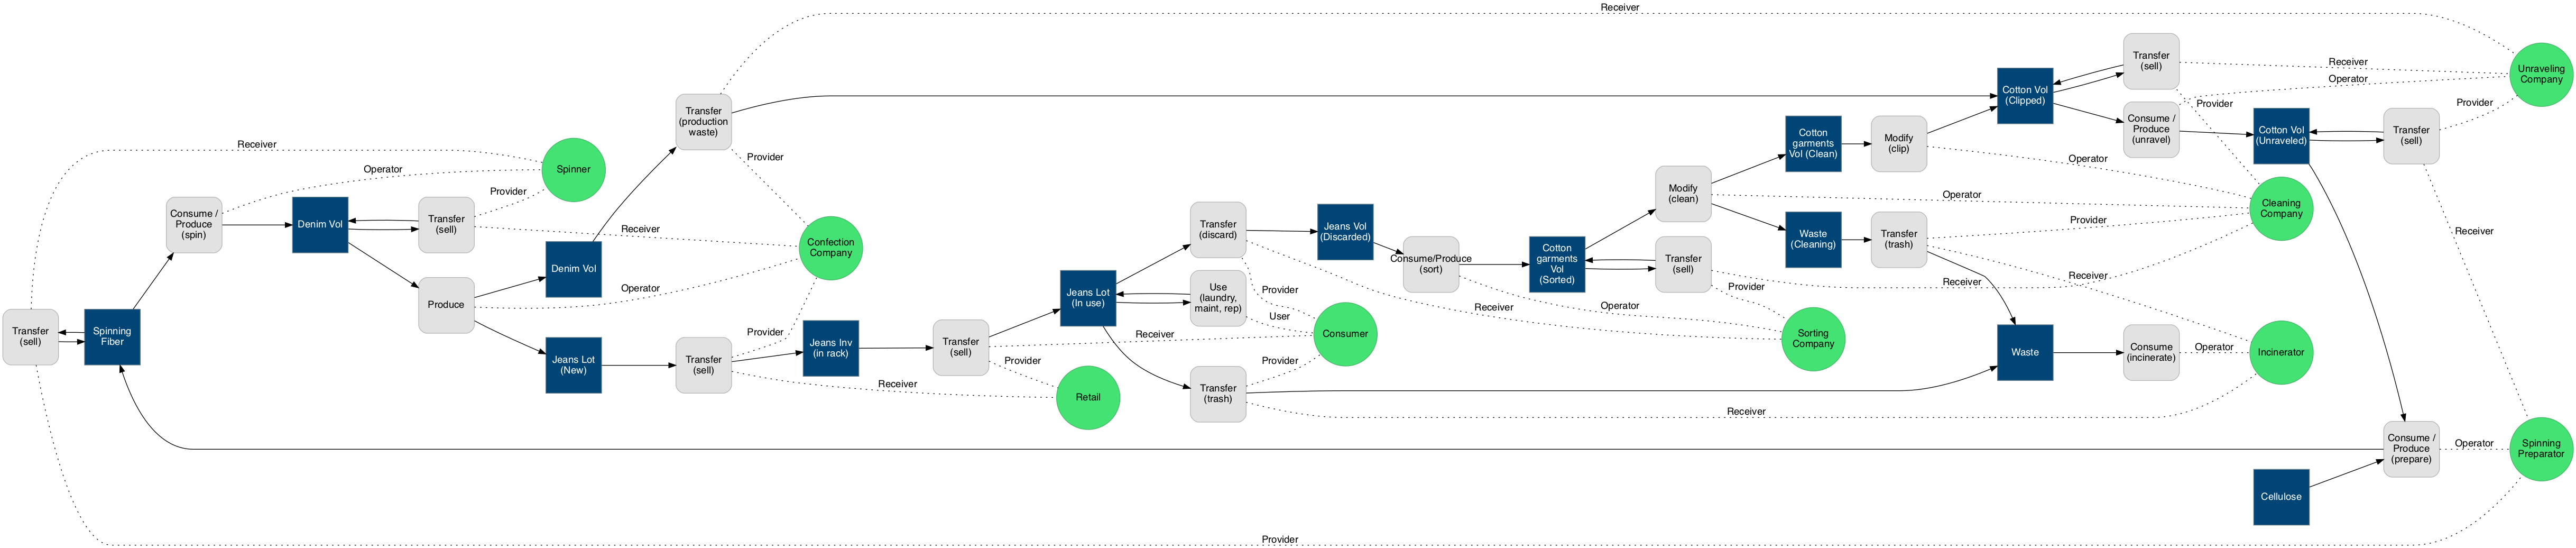 Receiver
Transfer
(sell)
Receiver
Unraveling
Company
Operator
Cotton Vol
(Clipped)
Provider
Provider
Transfer
(production
waste)
Cotton
garments
Vol (Clean)
Modify
(clip)
Consume /
Produce
(unravel)
Cotton Vol
(Unraveled)
Transfer
(sell)
Receiver
Provider
Operator
Spinner
Operator
Provider
Modify
(clean)
Operator
Consume /
Produce
(spin)
Denim Vol
Transfer
(sell)
Receiver
Transfer
(discard)
Jeans Vol
(Discarded)
Waste
(Cleaning)
Transfer
(trash)
Provider
Cleaning
Company
Receiver
Confection
Company
Consume/Produce
(sort)
Cotton
garments
Vol
(Sorted)
Transfer
(sell)
Denim Vol
Operator
Produce
Jeans Lot
(In use)
Use
(laundry,
maint, rep)
Provider
User
Receiver
Operator
Provider
Receiver
Receiver
Transfer
(sell)
Spinning
Fiber
Provider
Jeans Inv
(in rack)
Transfer
(sell)
Receiver
Consumer
Sorting
Company
Waste
Consume
(incinerate)
Operator
Incinerator
Jeans Lot
(New)
Transfer
(sell)
Receiver
Provider
Retail
Provider
Transfer
(trash)
Receiver
Consume /
Produce
(prepare)
Operator
Spinning
Preparator
Cellulose
Provider